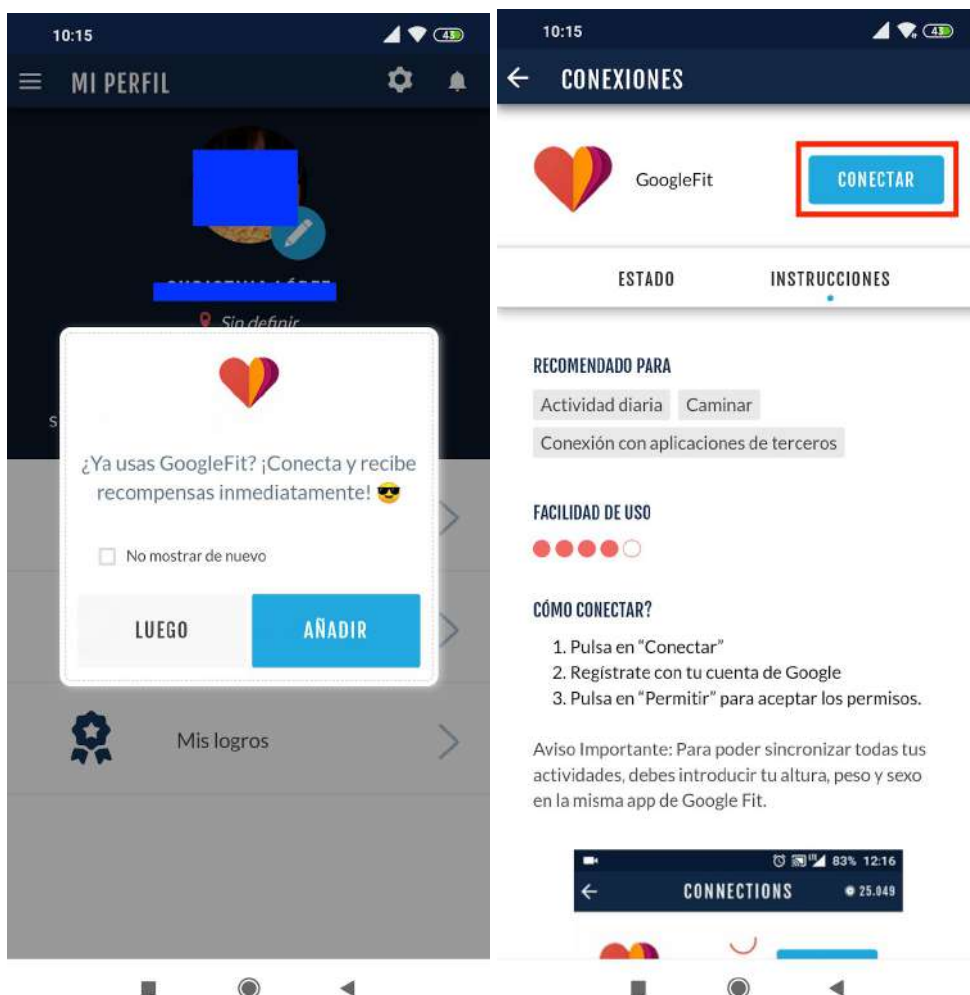 10:15
43
MI PERFIL
Sin definir
S
¿Ya usas GoogleFit? ¡Conecta y recibe
recompensas inmediatamente! 😎
No mostrar de nuevo
LUEGO
AÑADIR
Mis logros
10:15
43
CONEXIONES
GoogleFit
CONECTAR
ESTADO
INSTRUCCIONES
RECOMENDADO PARA
Actividad diaria
Caminar
Conexión con aplicaciones de terceros
FACILIDAD DE USO
CÓMO CONECTAR?
1. Pulsa en “Conectar”
2. Regístrate con tu cuenta de Google
3. Pulsa en “Permitir” para aceptar los permisos.
Aviso Importante: Para poder sincronizar todas tus
actividades, debes introducir tu altura, peso y sexo
en la misma app de Google Fit.
83% 12:16
CONNECTIONS
25.049